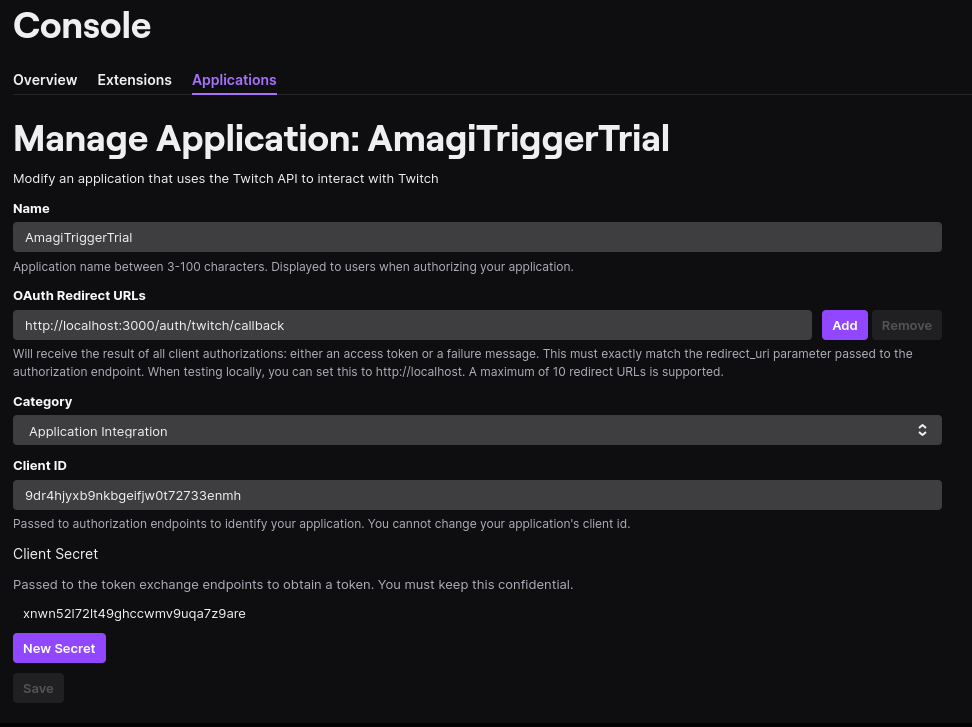 Console
Overview Extensions Applications
Manage Application: AmagiTriggerTrial
Modify an application that uses the Twitch API to interact with Twitch
Name
AmagiTriggerTrial
Application name between 3-100 characters. Displayed to users when authorizing your application.
OAuth Redirect URLs
http://localhost:3000/auth/twitch/callback Add Remove
Will receive the result of all client authorizations: either an access token or a failure message. This must exactly match the redirect_uri parameter passed to the
authorization endpoint. When testing locally, you can set this to http://localhost. A maximum of 10 redirect URLs is supported.
Category
Application Integration
Client ID
9dr4hjyxb9nkbgeifjw0t72733enmh
Passed to authorization endpoints to identify your application. You cannot change your application's client id.
Client Secret
Passed to the token exchange endpoints to obtain a token. You must keep this confidential.
xnwn52l72lt49ghccwmv9uqa7z9are
New Secret
Save